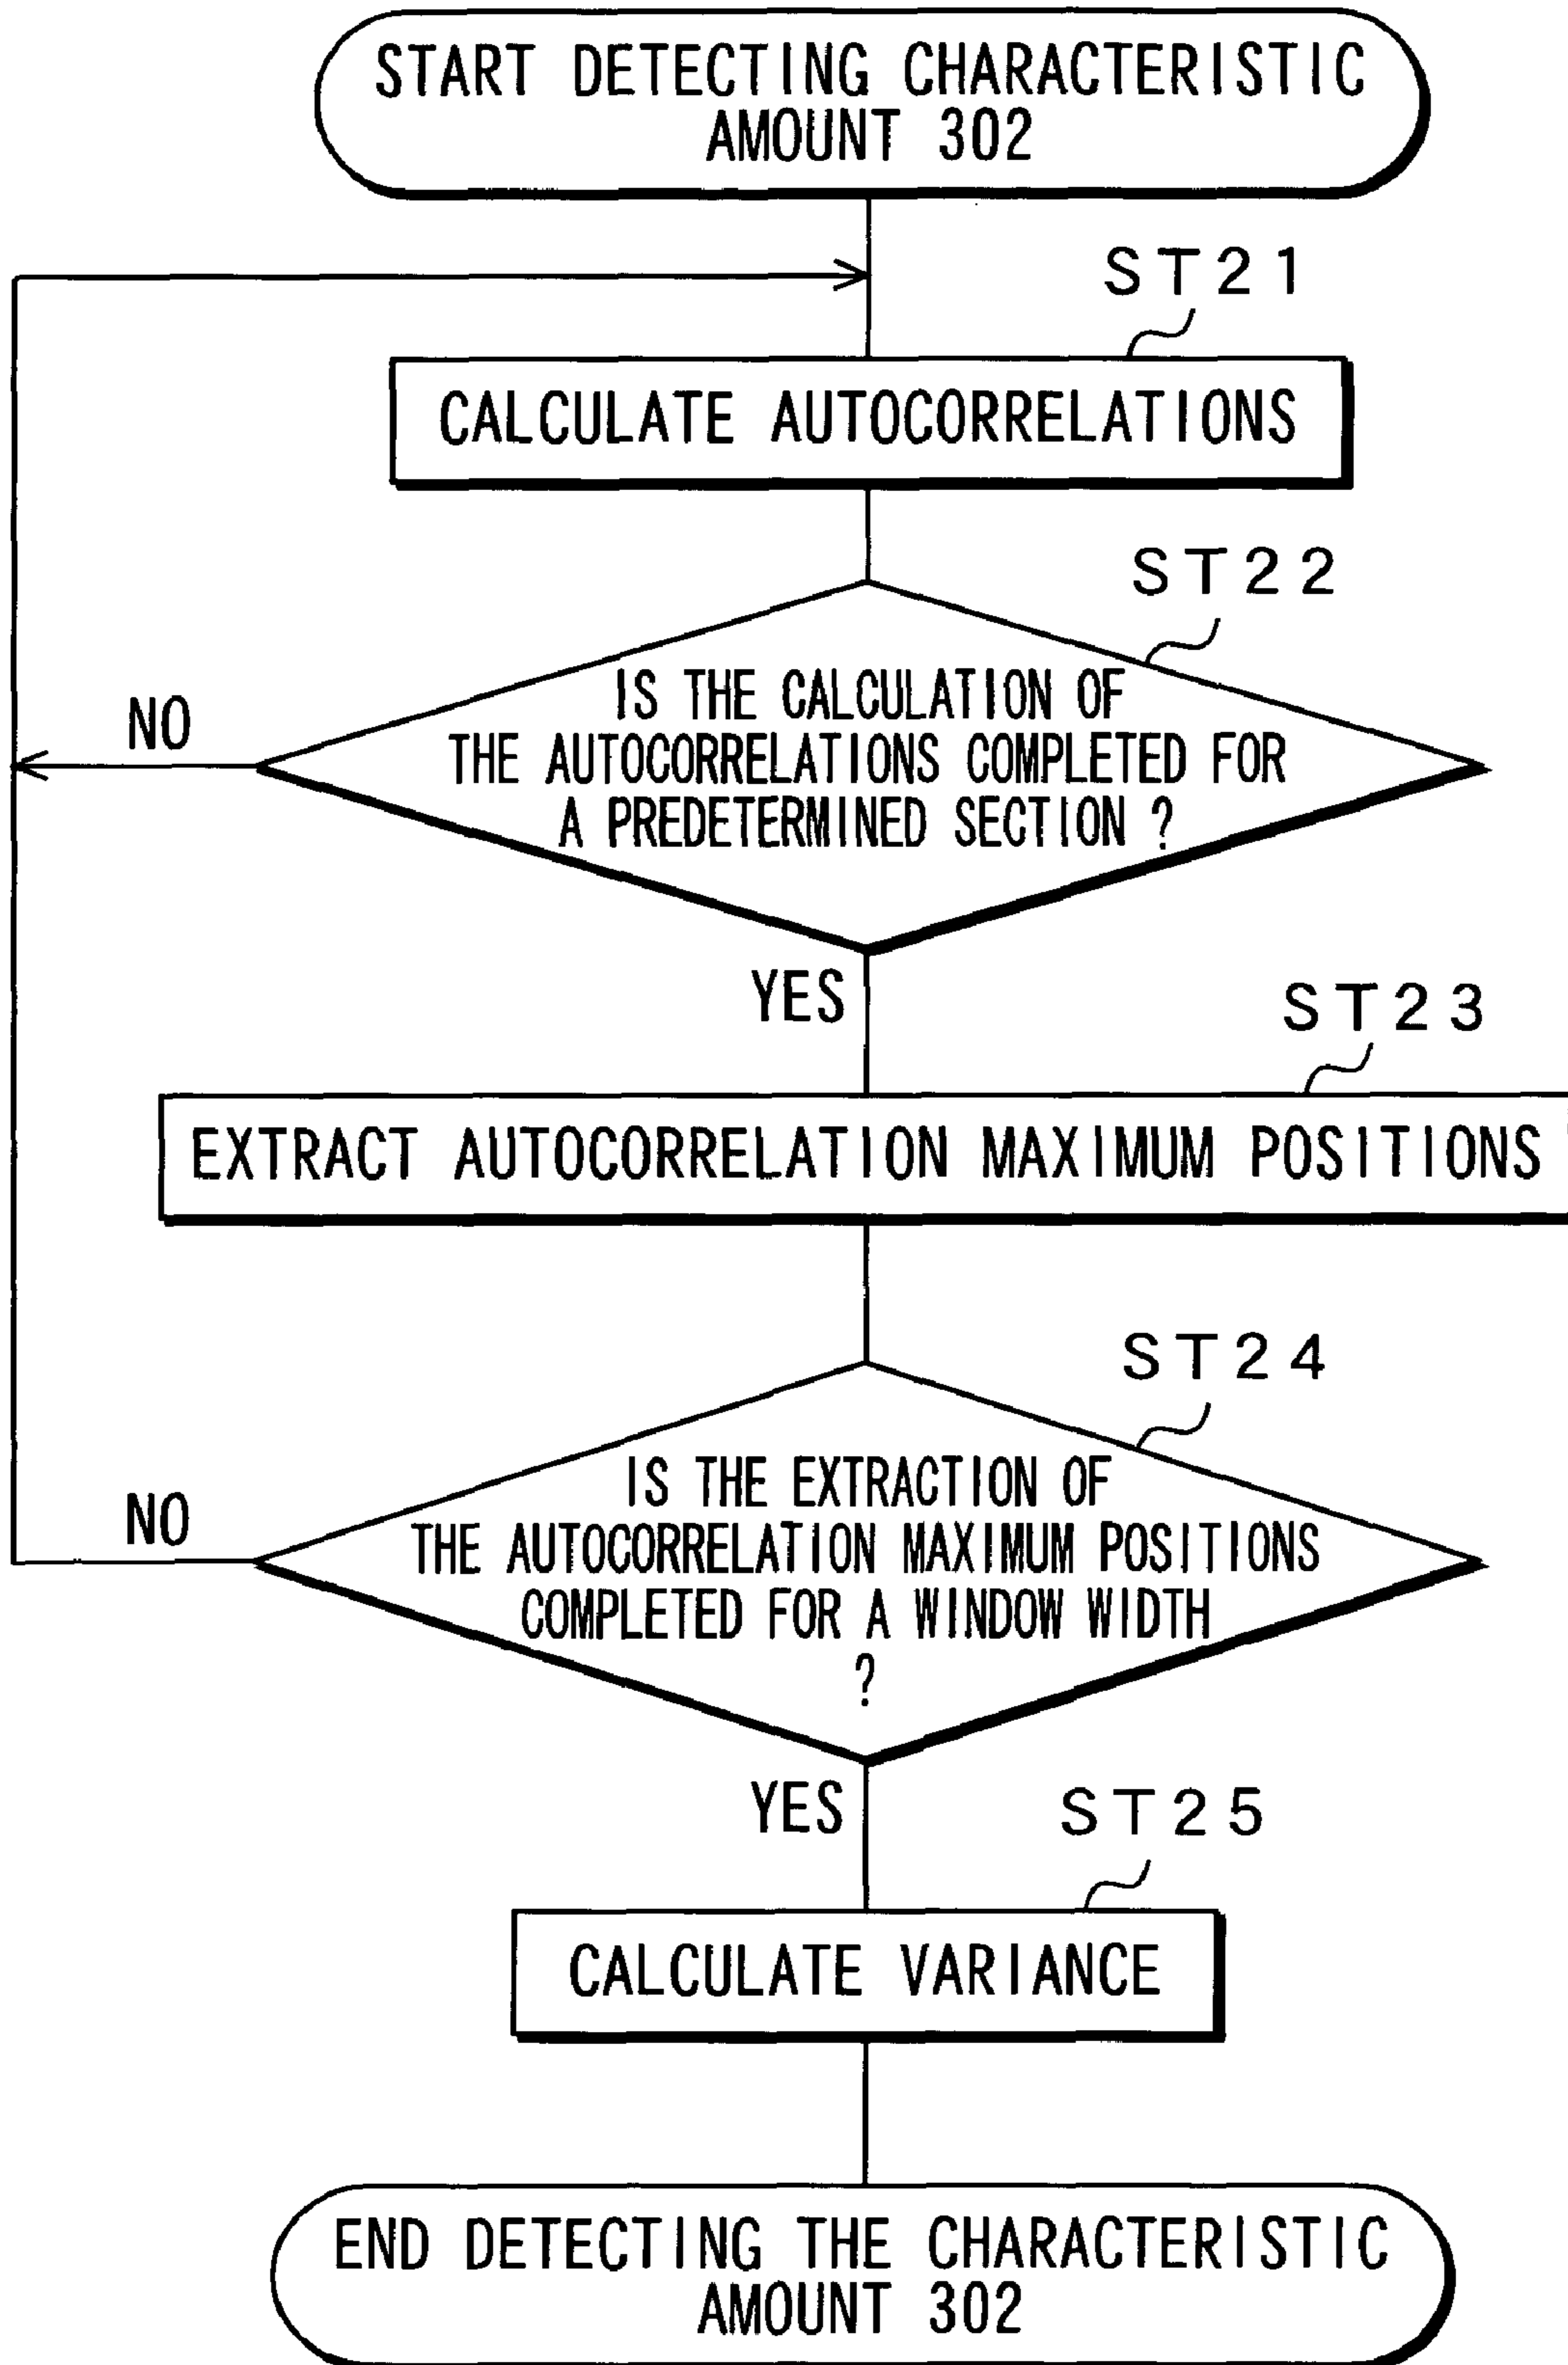 START DETECTING CHARACTERISTIC
AMOUNT 302
ST21
CALCULATE AUTOCORRELATIONS
ST22
IS THE CALCULATION OF
THE AUTOCORRELATIONS COMPLETED FOR
A PREDETERMINED SECTION ?
NO
YES
ST23
EXTRACT AUTOCORRELATION MAXIMUM POSITIONS
ST24
IS THE EXTRACTION OF
THE AUTOCORRELATION MAXIMUM POSITIONS
COMPLETED FOR A WINDOW WIDTH
?
NO
YES
ST25
CALCULATE VARIANCE
END DETECTING THE CHARACTERISTIC
AMOUNT 302